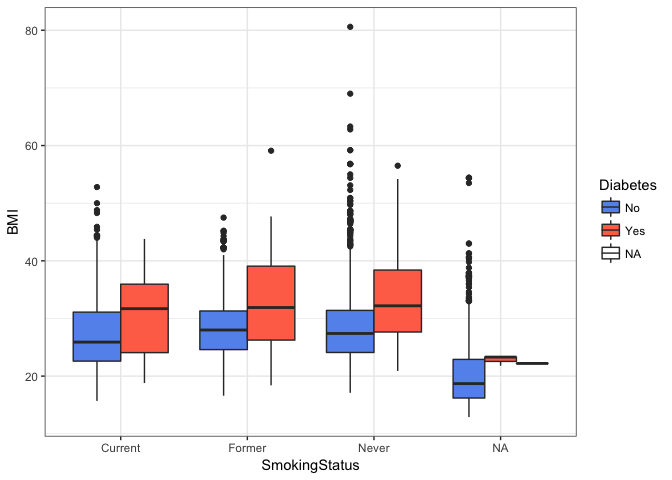 80
60
40
20
BMI
Current Former Never NA
SmokingStatus
Diabetes
No
Yes
NA